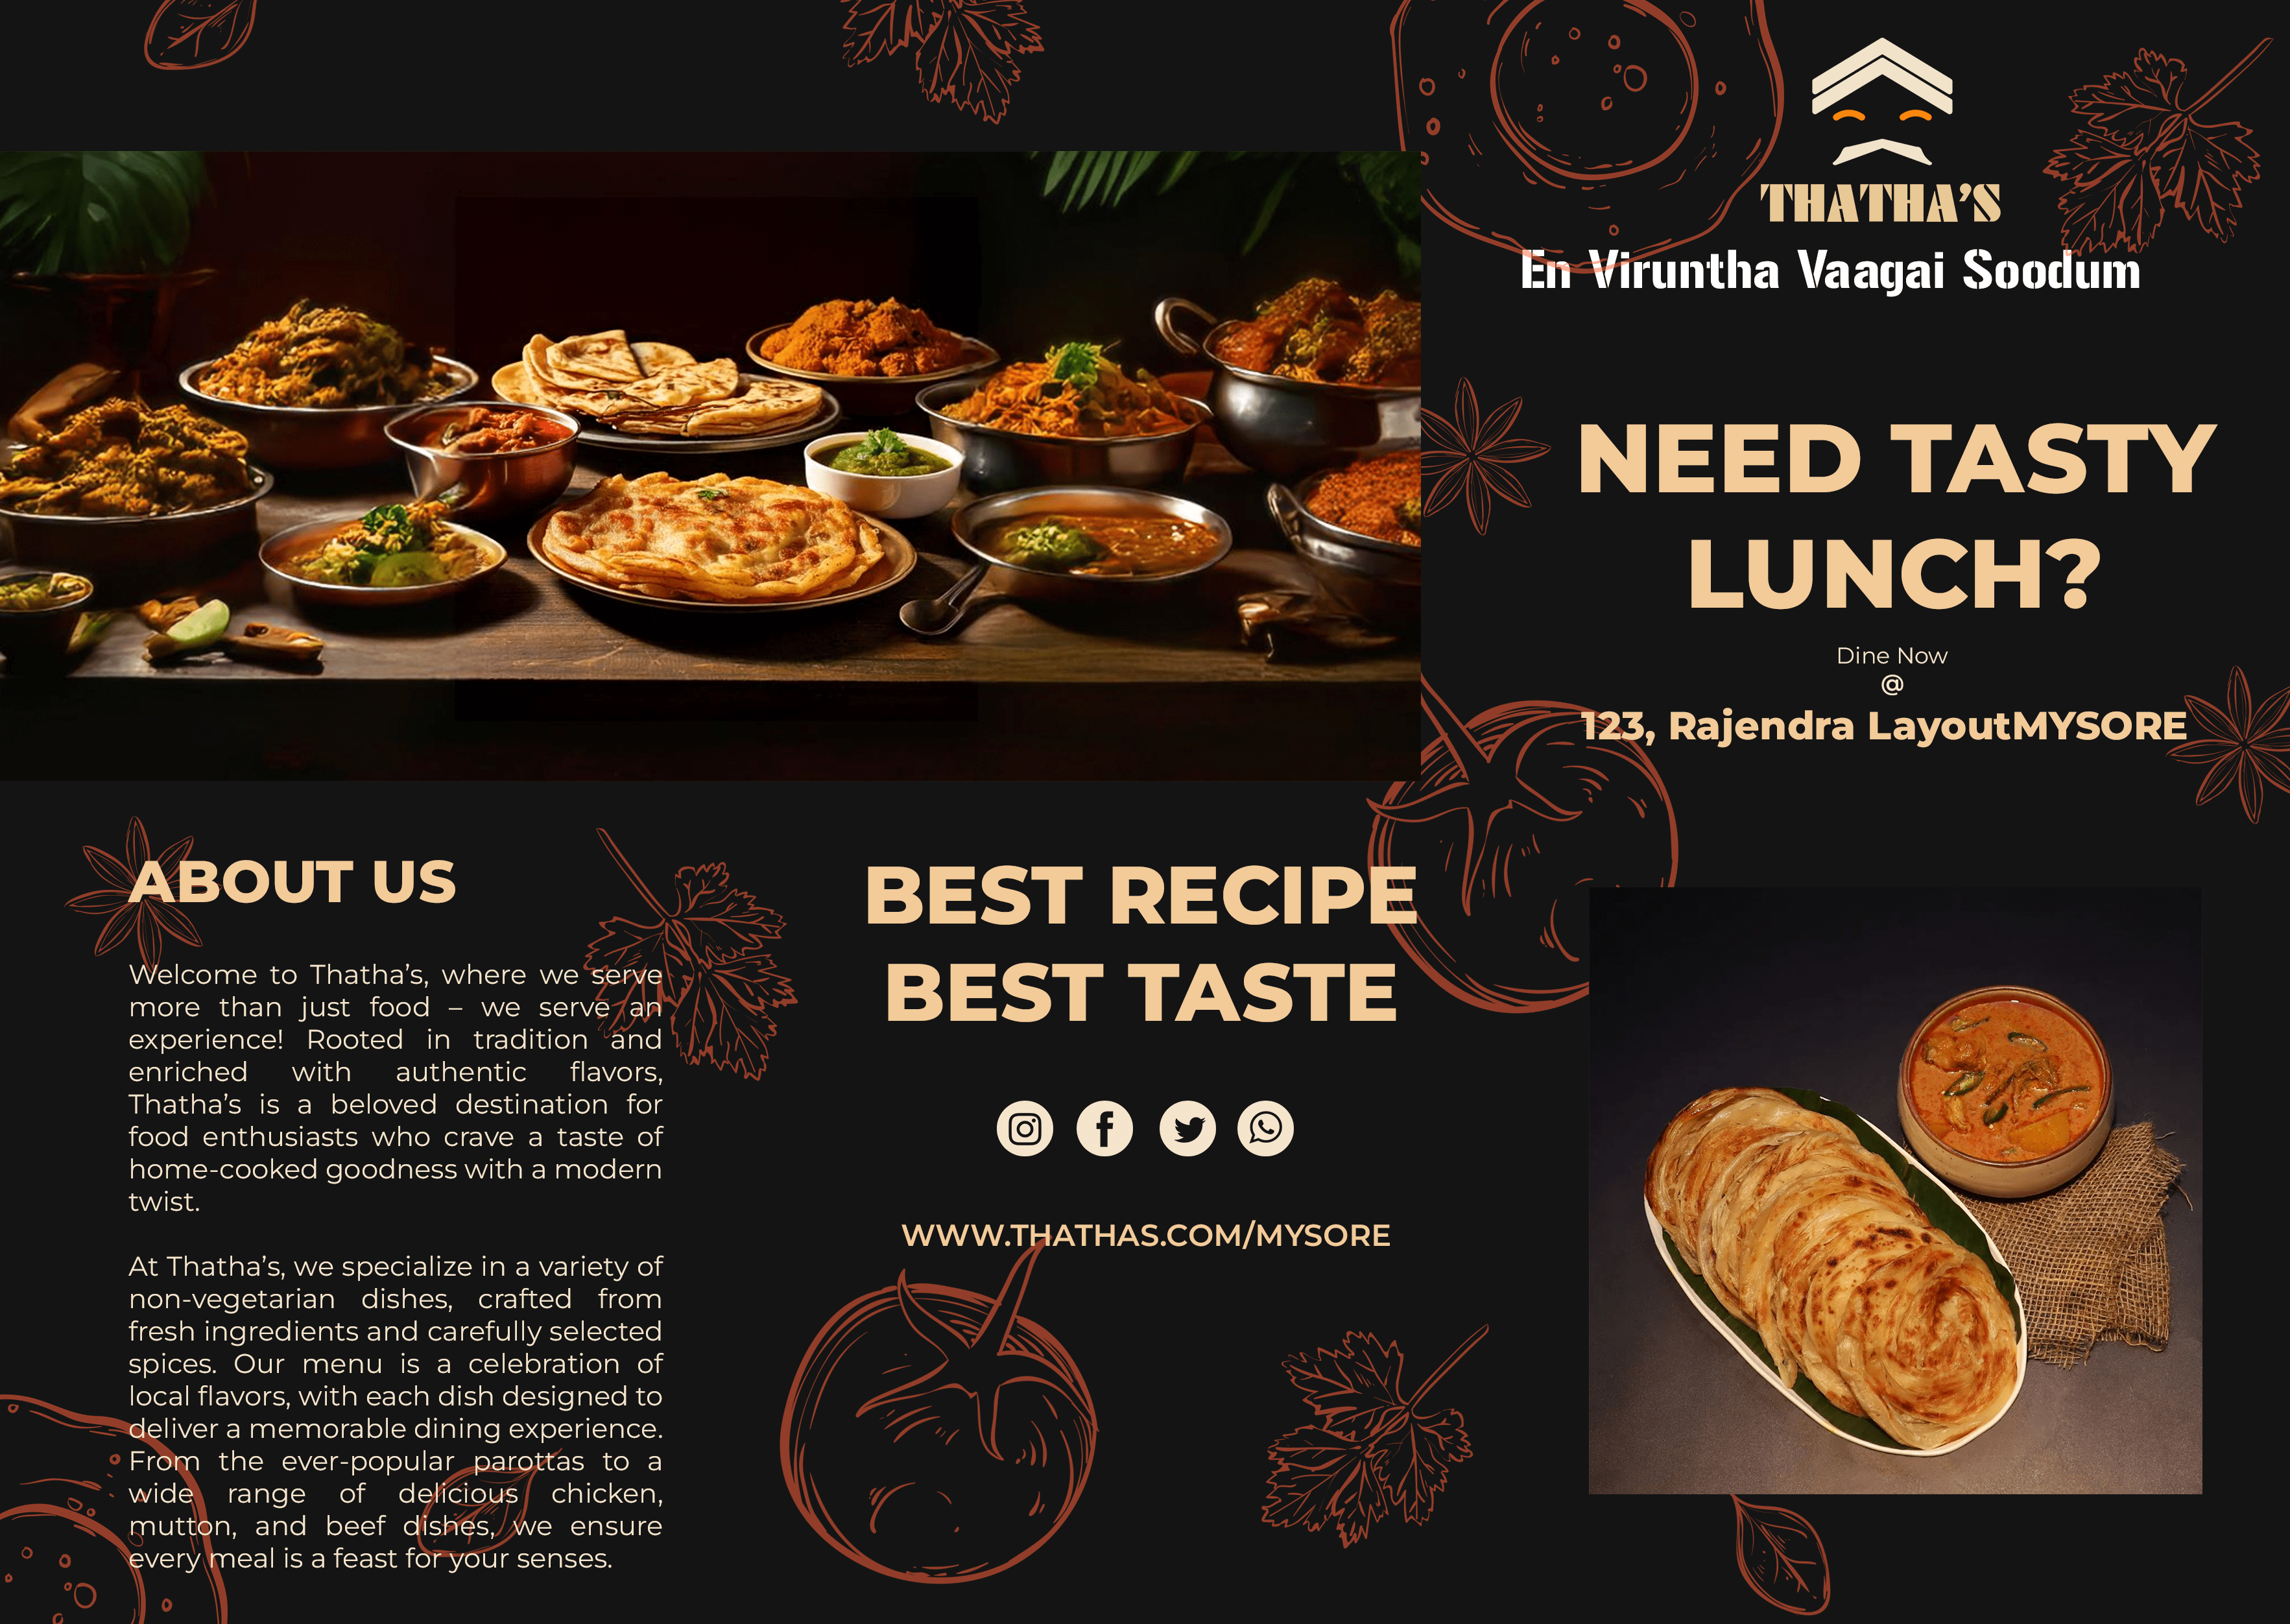 THATHA'S
En Viruntha Vaagai Soodum
NEED TASTY
LUNCH?
Dine Now
@
123, Rajendra LayoutMYSORE
ABOUT US
Welcome to Thatha’s, where we serve
more than just food – we serve an
experience! Rooted in tradition and
enriched with authentic flavors,
Thatha’s is a beloved destination for
food enthusiasts who crave a taste of
home-cooked goodness with a modern
twist.
At Thatha’s, we specialize in a variety of
non-vegetarian dishes, crafted from
fresh ingredients and carefully selected
spices. Our menu is a celebration of
local flavors, with each dish designed to
deliver a memorable dining experience.
From the ever-popular parottas to a
wide range of delicious chicken,
mutton, and beef dishes, we ensure
every meal is a feast for your senses.
BEST RECIPE
BEST TASTE
WWW.THATHAS.COM/MYSORE